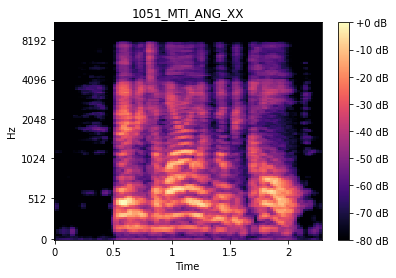 1051_MTI_ANG_XX
+0 dB
8192
-10 dB
4096
-20 dB
-30 dB
2048
Hz
-40 dB
1024
-50 dB
512
-60 dB
-70 dB
0
-80 dB
0 0.5 1 1.5 2
Time